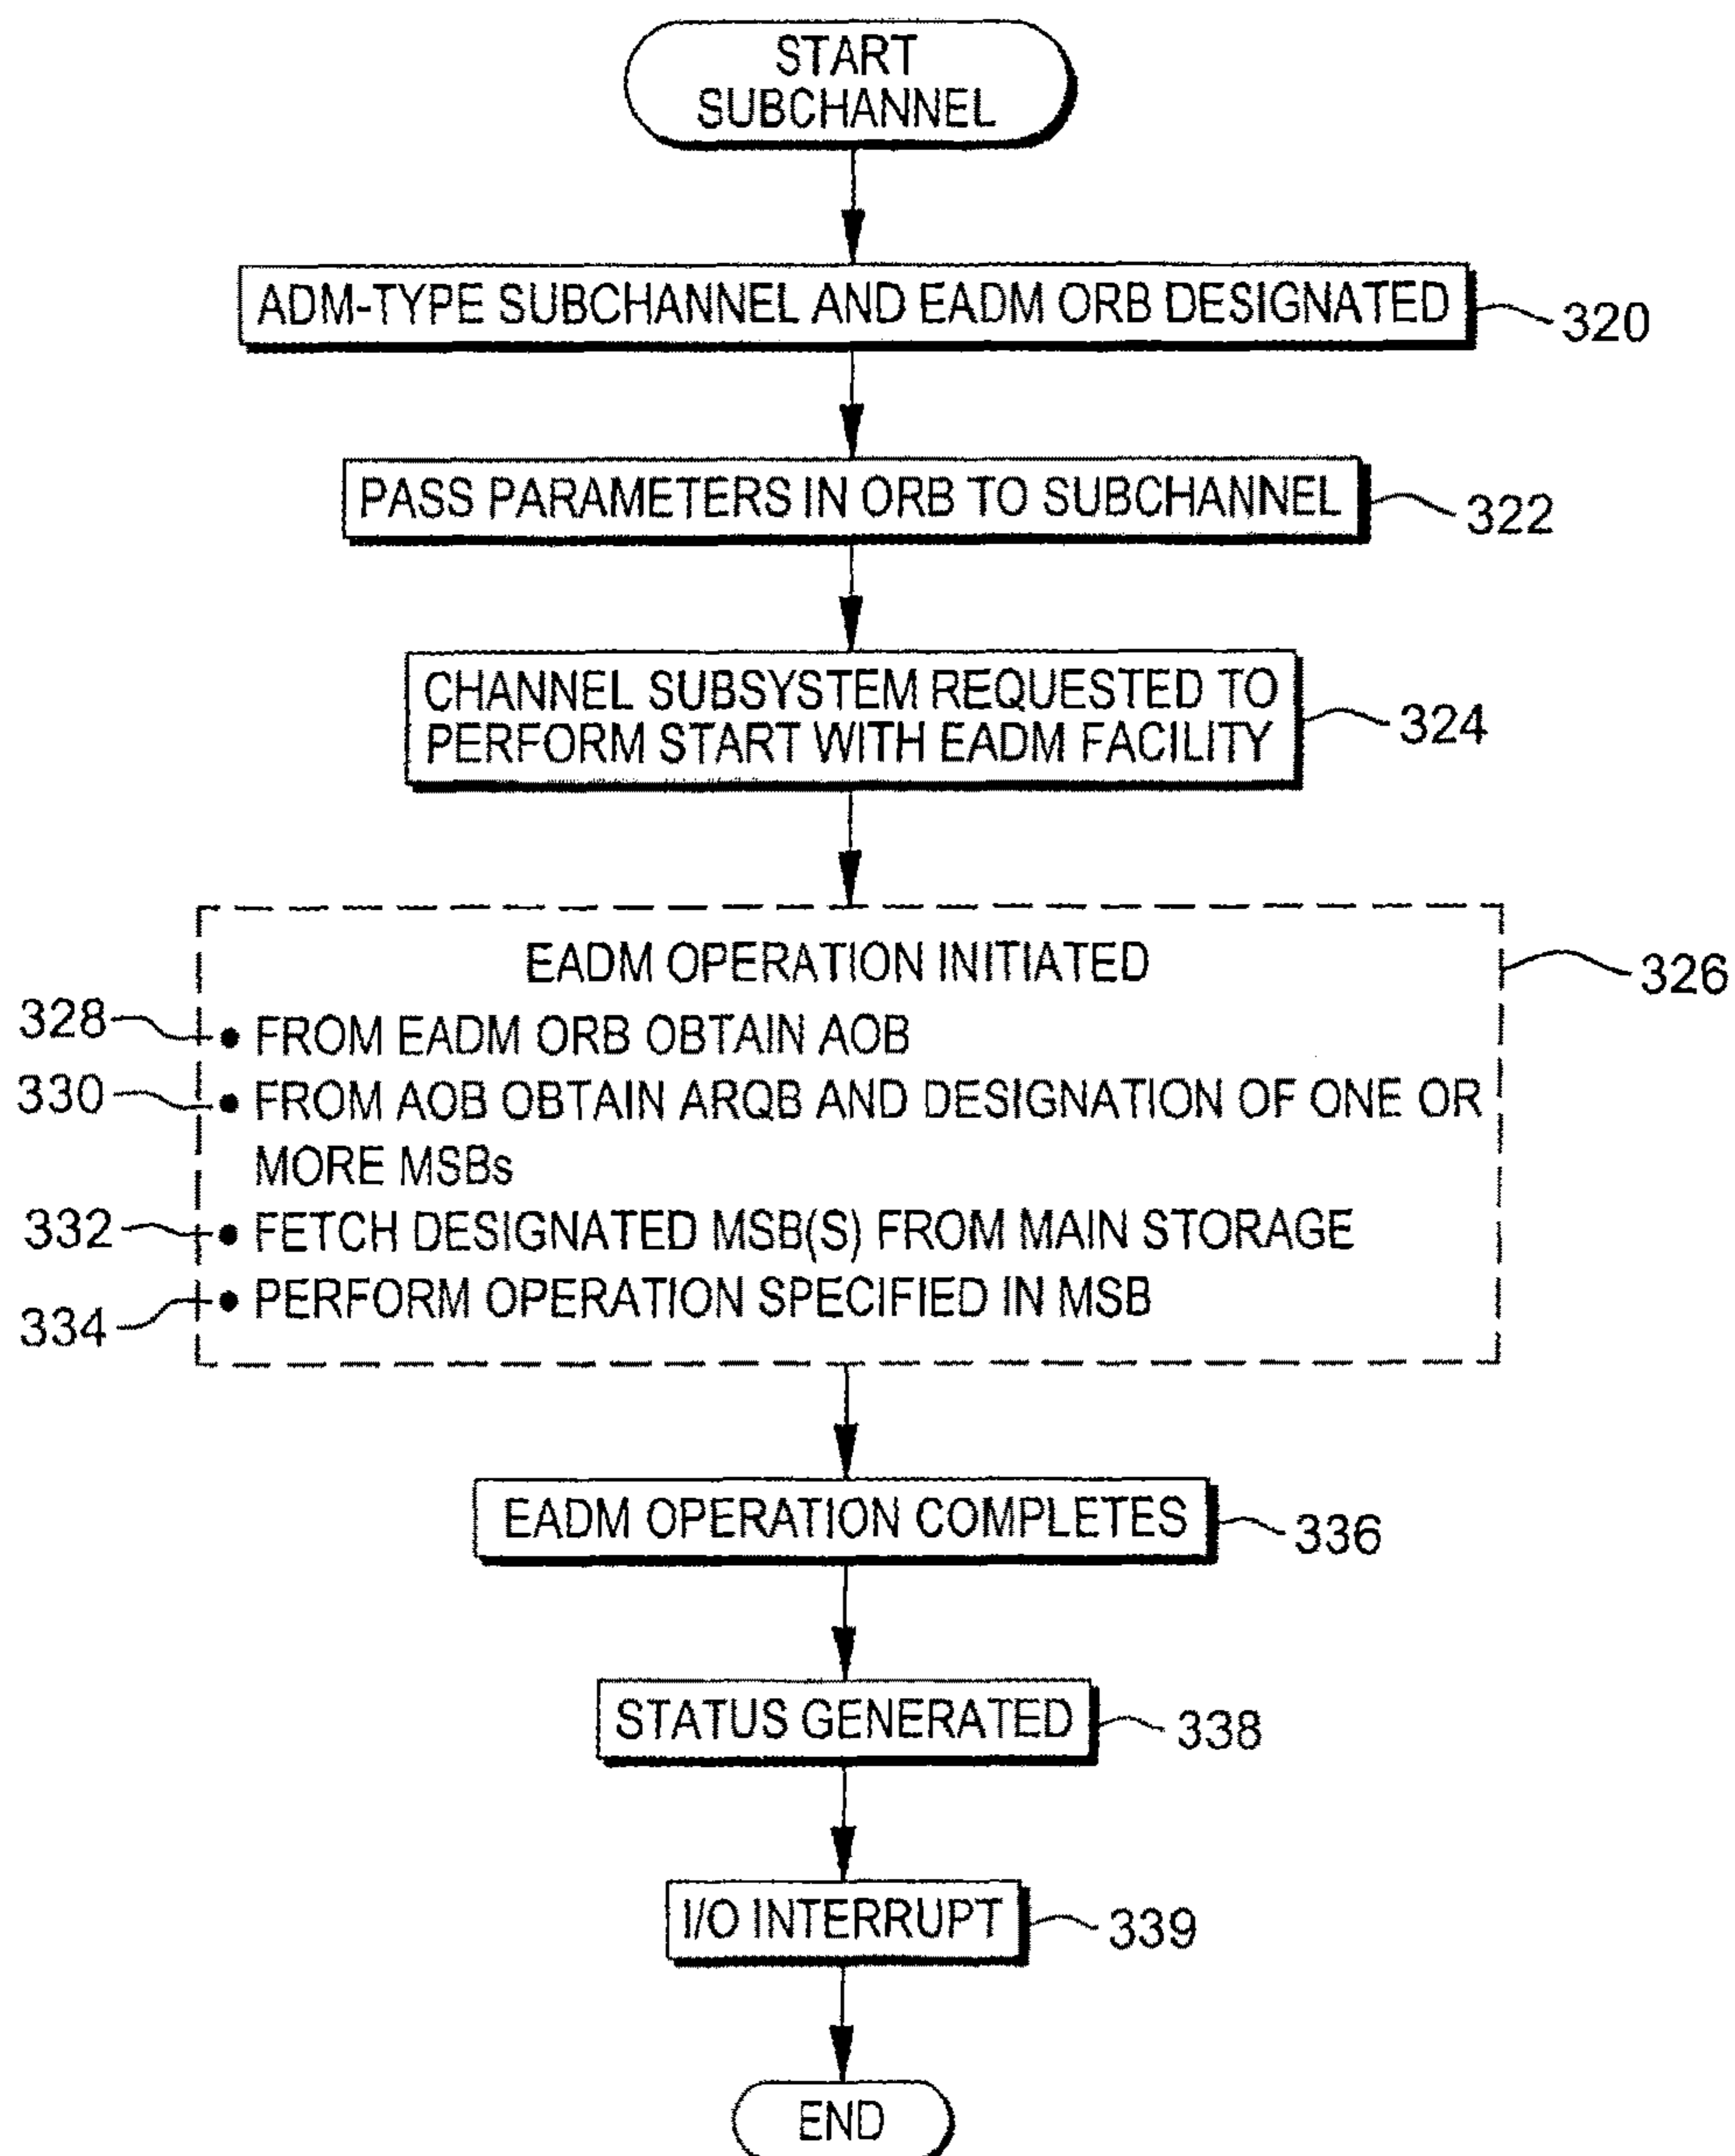 START
SUBCHANNEL
ADM-TYPE SUBCHANNEL AND EADM ORB DESIGNATED
320
PASS PARAMETERS IN ORB TO SUBCHANNEL
322
CHANNEL SUBSYSTEM REQUESTED TO
PERFORM START WITH EADM FACILITY
324
EADM OPERATION INITIATED
326
328
• FROM EADM ORB OBTAIN AOB
330
• FROM AOB OBTAIN ARQB AND DESIGNATION OF ONE OR
MORE MSBs
332
• FETCH DESIGNATED MSB(S) FROM MAIN STORAGE
334
• PERFORM OPERATION SPECIFIED IN MSB
EADM OPERATION COMPLETES
336
STATUS GENERATED
338
I/O INTERRUPT
339
END